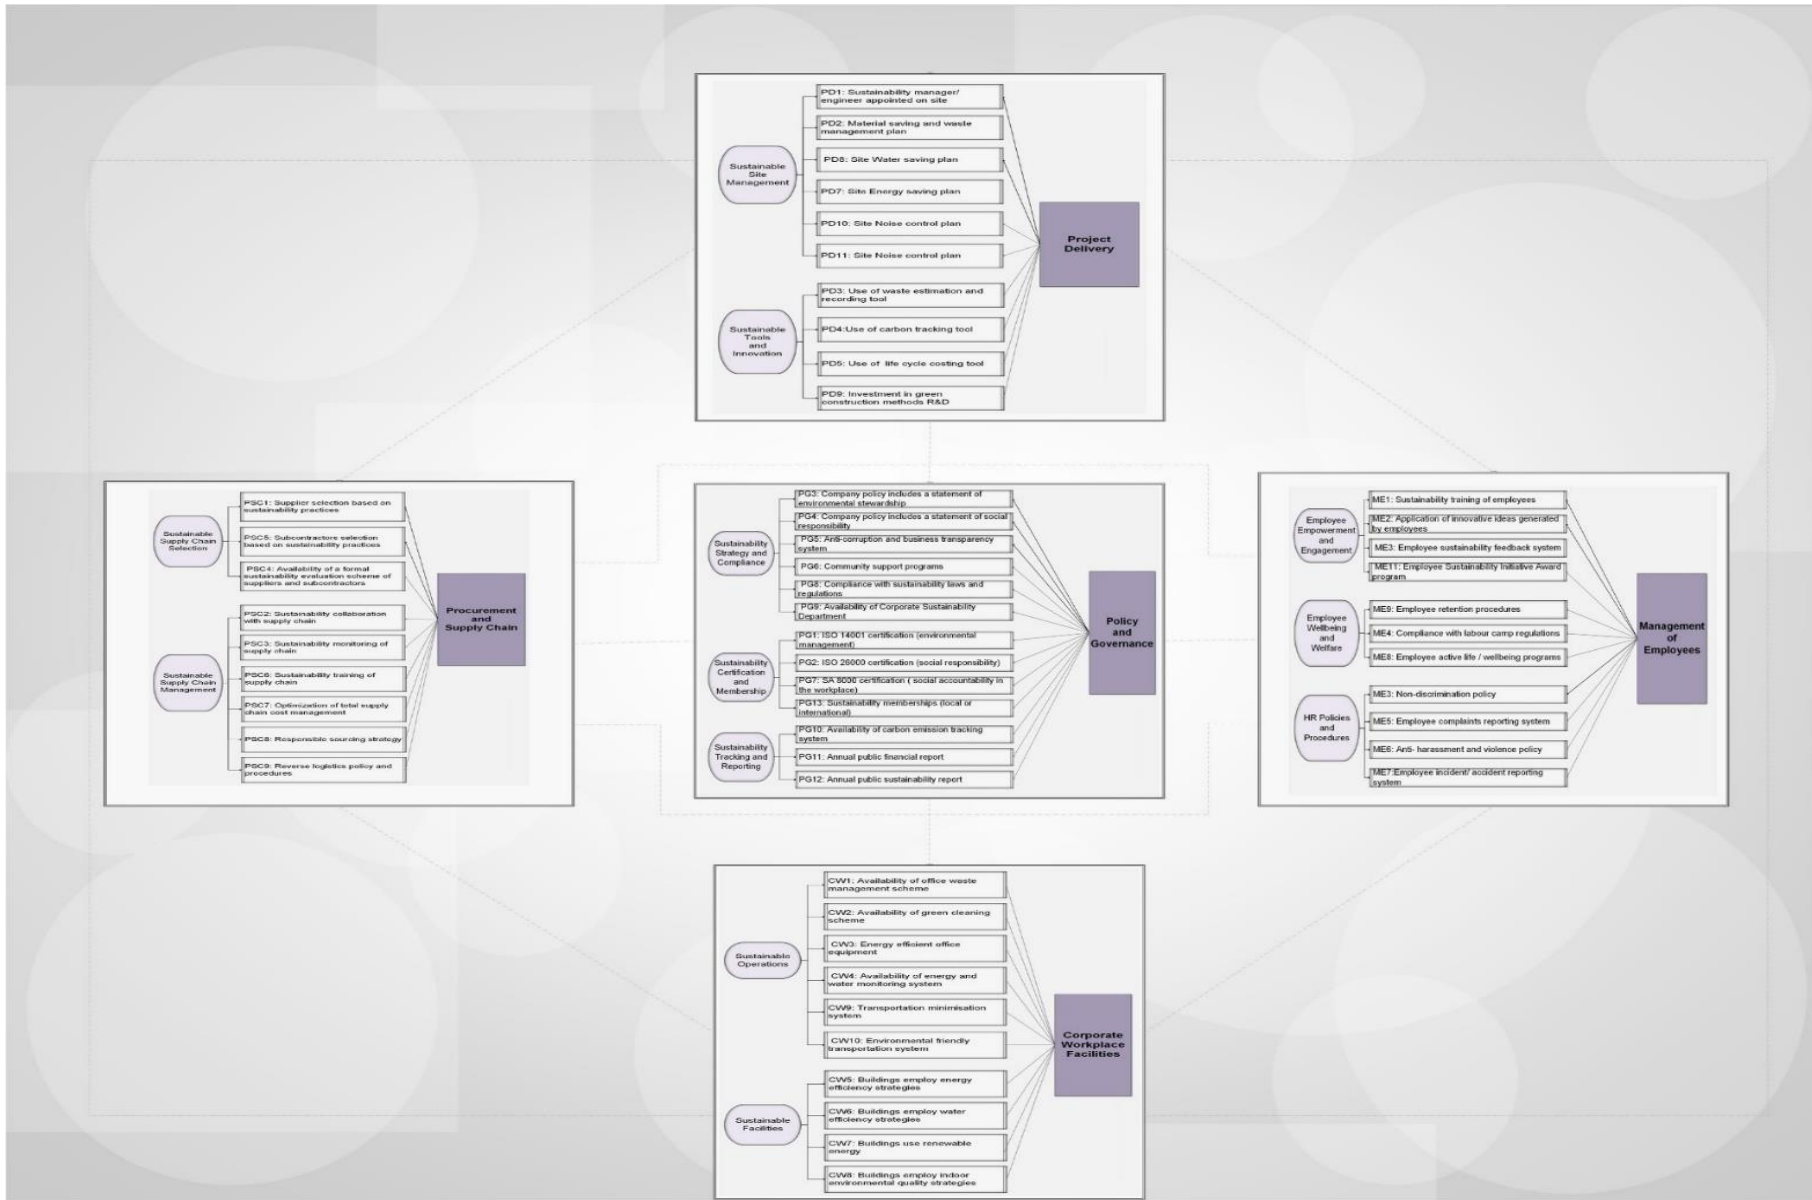 PD1: Sustainability manager/
engineer appointed on site
PD2: Material saving and waste
management plan
Sustainable
Site
Management
PD8: Site Water saving plan
PD7: Site Energy saving plan
PD10: Site Noise control plan
PD11: Site Noise control plan
Project
Delivery
PD3: Use of waste estimation and
recording tool
Sustainable
Tools
and
Innovation
PD4:Use of carbon tracking tool
PD5: Use of life cycle costing tool
PD9: Investment in green
construction methods R&D
PSC1: Supplier selection based on
sustainability practices
Sustainable
Supply Chain
Selection
PSC5: Subcontractors selection
based on sustainability practices
PSC4: Availability of a formal
sustainability evaluation scheme of
suppliers and subcontractors
Procurement
and
Supply Chain
PSC2: Sustainability collaboration
with supply chain
PSC3: Sustainability monitoring of
supply chain
Sustainable
Supply Chain
Management
PSC6: Sustainability training of
supply chain
PSC7: Optimization of total supply
chain cost management
PSC8: Responsible sourcing strategy
PSC9: Reverse logistics policy and
procedures
PG3: Company policy includes a statement of
environmental stewardship
PG4: Company policy includes a statement of social
responsibility
Sustainability
Strategy and
Compliance
PG5: Anti-corruption and business transparency
system
PG6: Community support programs
PG8: Compliance with sustainability laws and
regulations
PG9: Availability of Corporate Sustainability
Department
Policy
and
Governance
PG1: ISO 14001 certification (environmental
management)
Sustainability
Certification
and
Membership
PG2: ISO 26000 certification (social responsibility)
PG7: SA 8000 certification ( social accountability in
the workplace)
PG13: Sustainability memberships (local or
international)
PG10: Availability of carbon emission tracking
system
Sustainability
Tracking and
Reporting
PG11: Annual public financial report
PG12: Annual public sustainability report
ME1: Sustainability training of employees
Employee
Empowerment
and
Engagement
ME2: Application of innovative ideas generated
by employees
ME3: Employee sustainability feedback system
ME11: Employee Sustainability Initiative Award
program
ME9: Employee retention procedures
Employee
Wellbeing
and
Welfare
ME4: Compliance with labour camp regulations
ME8: Employee active life / wellbeing programs
Management
of
Employees
ME3: Non-discrimination policy
HR Policies
and
Procedures
ME5: Employee complaints reporting system
ME6: Anti- harassment and violence policy
ME7:Employee incident/ accident reporting
system
CW1: Availability of office waste
management scheme
CW2: Availability of green cleaning
scheme
Sustainable
Operations
CW3: Energy efficient office
equipment
CW4: Availability of energy and
water monitoring system
CW9: Transportation minimisation
system
CW10: Environmental friendly
transportation system
Corporate
Workplace
Facilities
CW5: Buildings employ energy
efficiency strategies
Sustainable
Facilities
CW6: Buildings employ water
efficiency strategies
CW7: Buildings use renewable
energy
CW8: Buildings employ indoor
environmental quality strategies